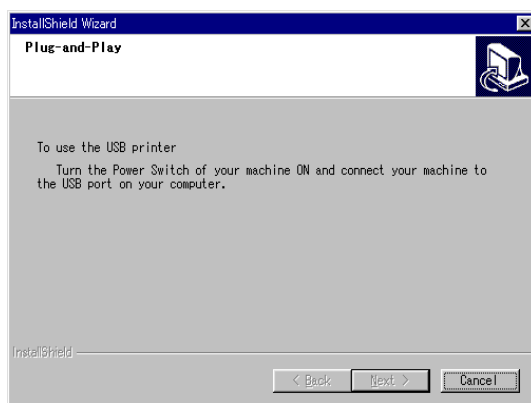 InstallShield Wizard
Plug-and-Play
To use the USB printer
Turn the Power Switch of your machine ON and connect your machine to
the USB port on your computer.
InstallShield
< Back
Next >
Cancel